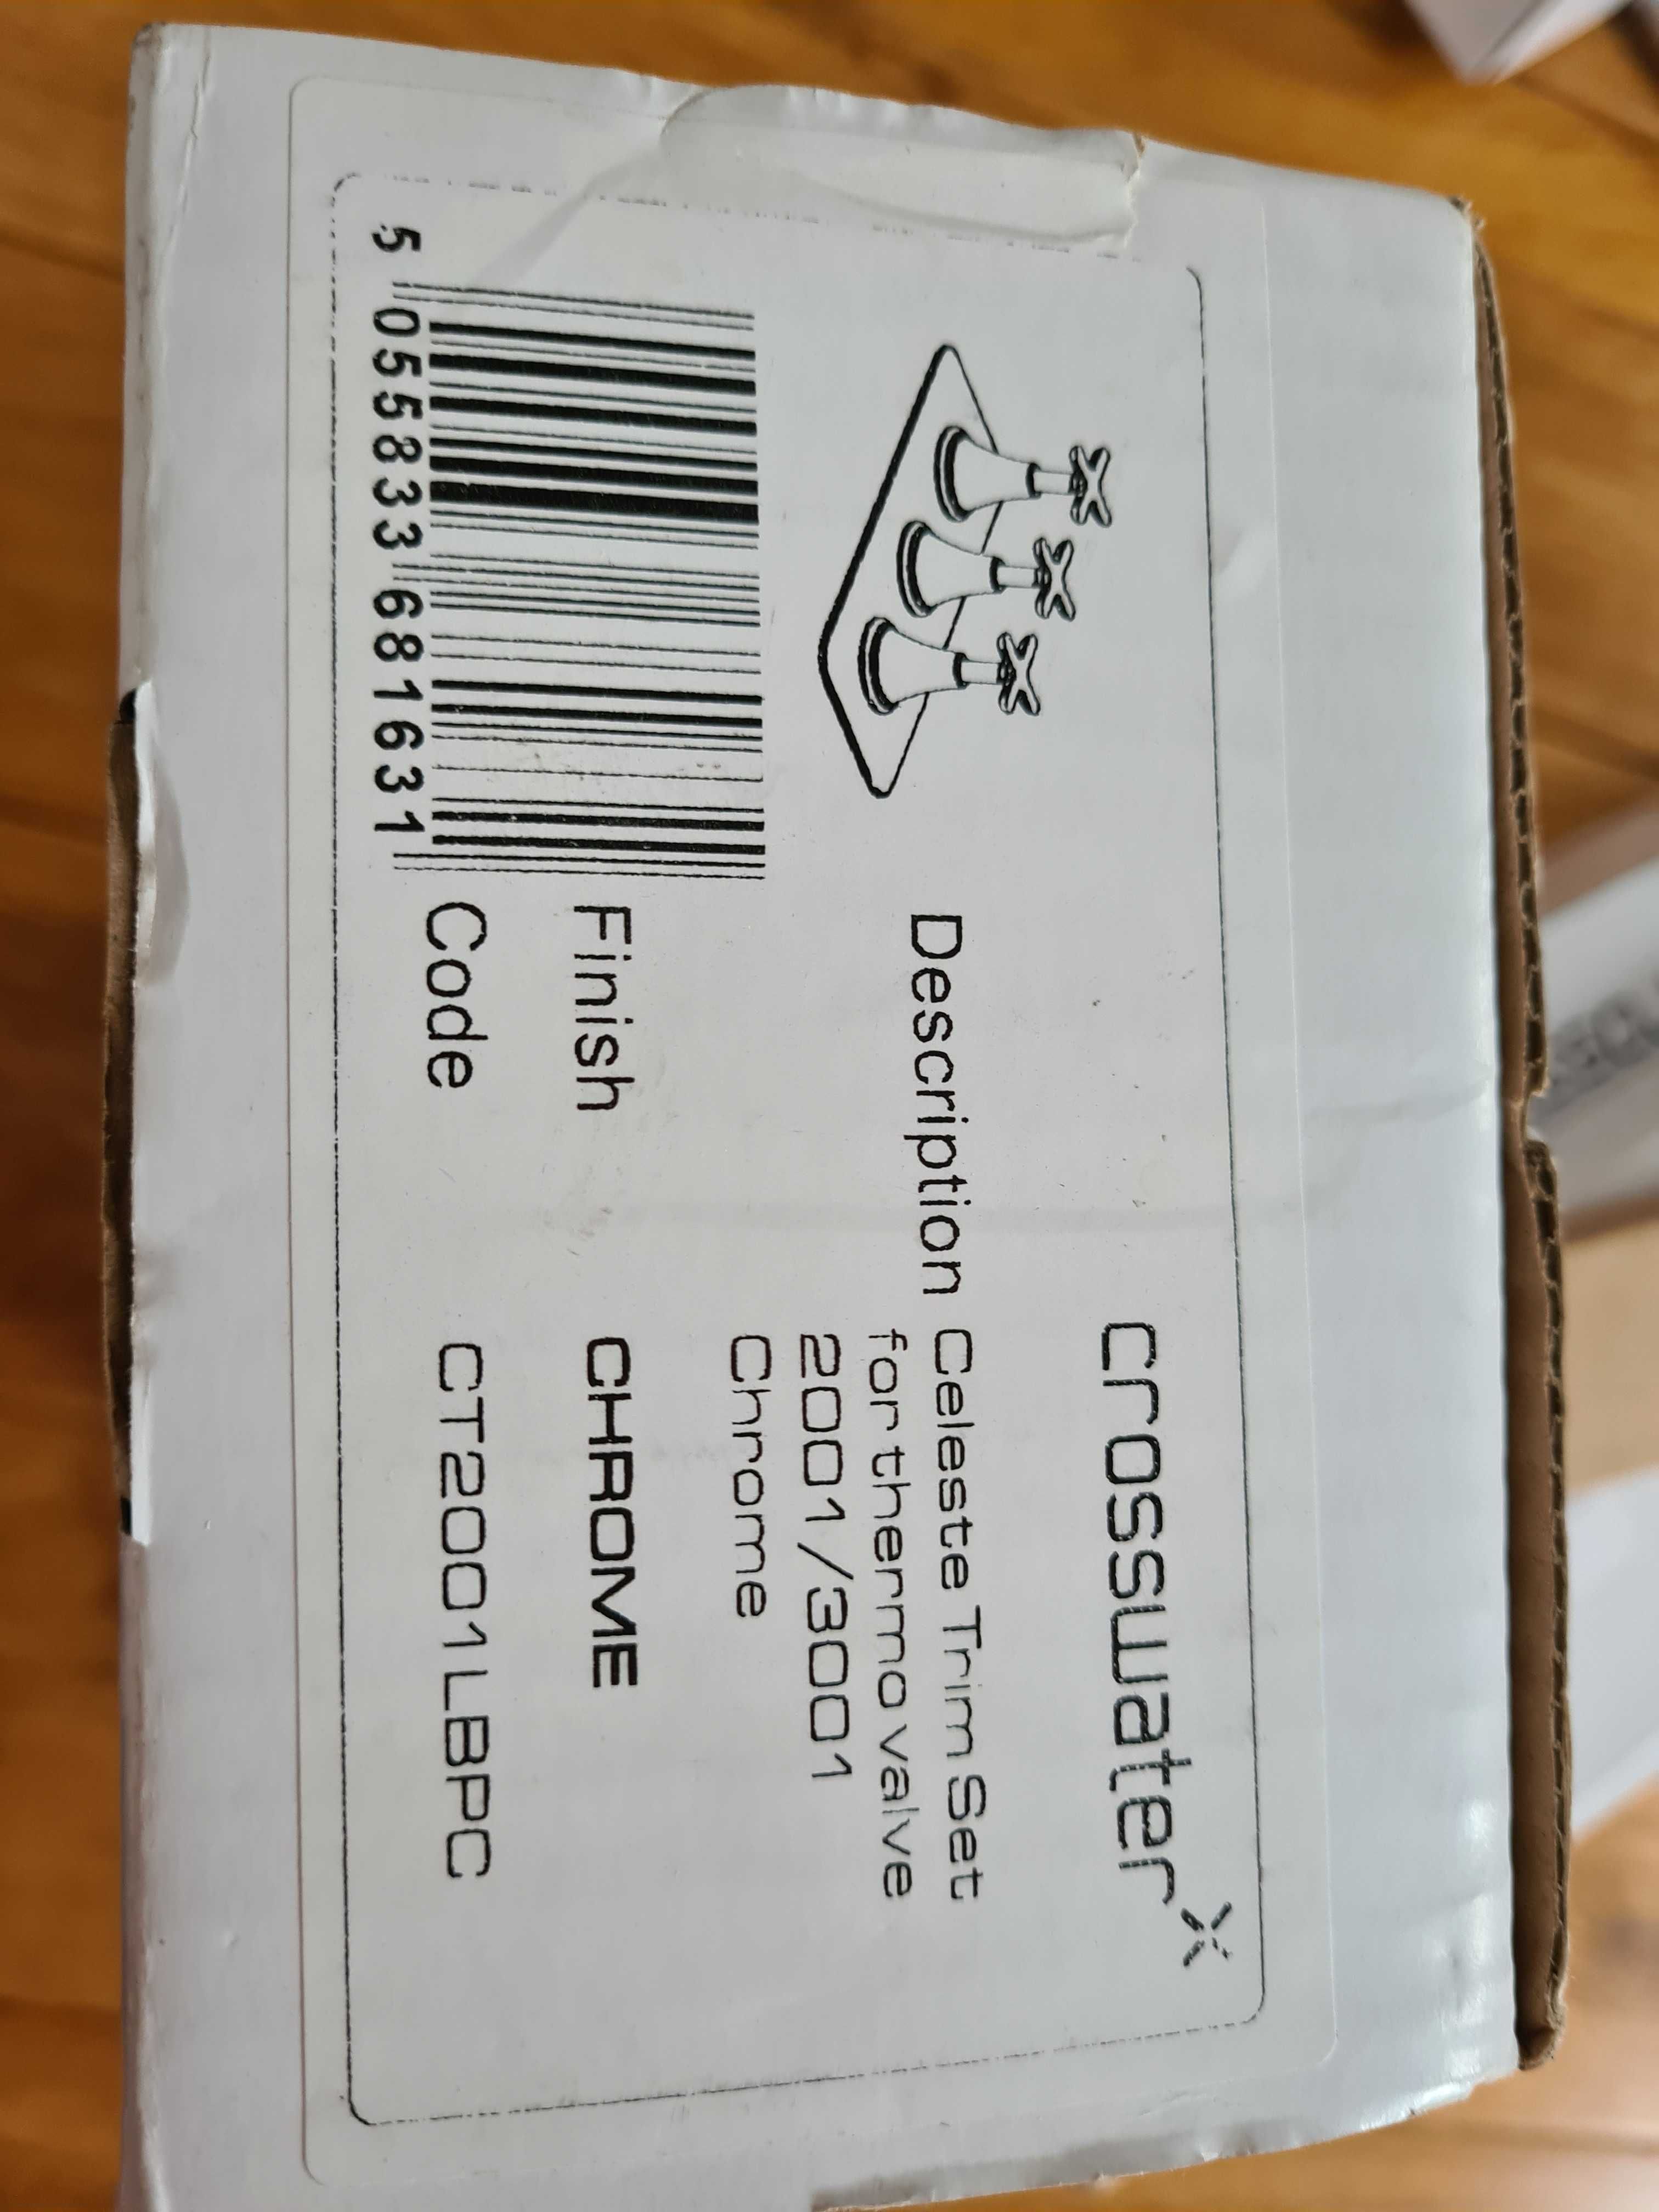 crosswater
Description Celeste Trim Set
for thermo valve
2001/3001
Chrome
Finish CHROME
Code CT2001LBPC
5 055833 681631